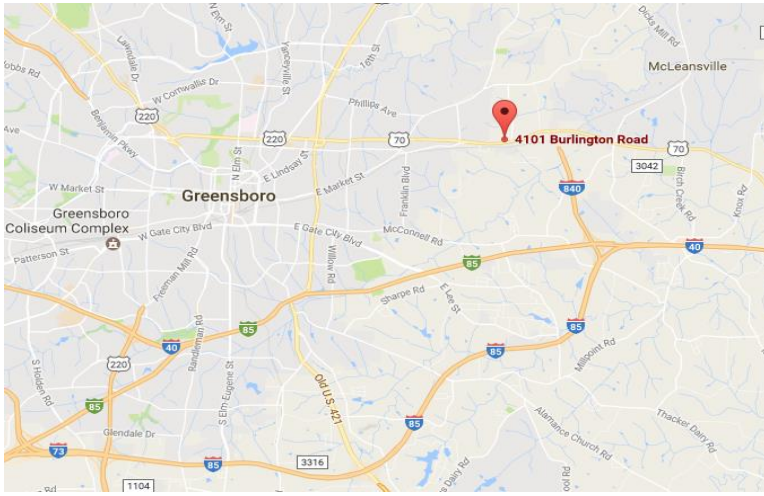 Dicks Mill Rd
McLeansville
Lawndale Dr
N Elm St
Yanceyville St
16th St
W Cornwallis Dr
Phillips Ave
Benjamin Pkwy
220
220
70
4101 Burlington Road
70
3042
Ave
N Elm St
E Lindsay St
E Market St
Franklin Blvd
840
Birch Creek Rd
Knox Rd
W Market St
Greensboro
Greensboro
Coliseum Complex
W Gate City Blvd
E Gate City Blvd
McConnell Rd
40
Patterson St
Freeman Mill Rd
Willow Rd
85
Sharpe Rd
E Lee St
85
85
40
Randleman Rd
85
Millpoint Rd
220
S Holden Rd
S Elm-Eugene St
Old U.S. 421
85
85
Alamance Church Rd
Thacker Dairy Rd
Glendale Dr
73
85
3316
1104